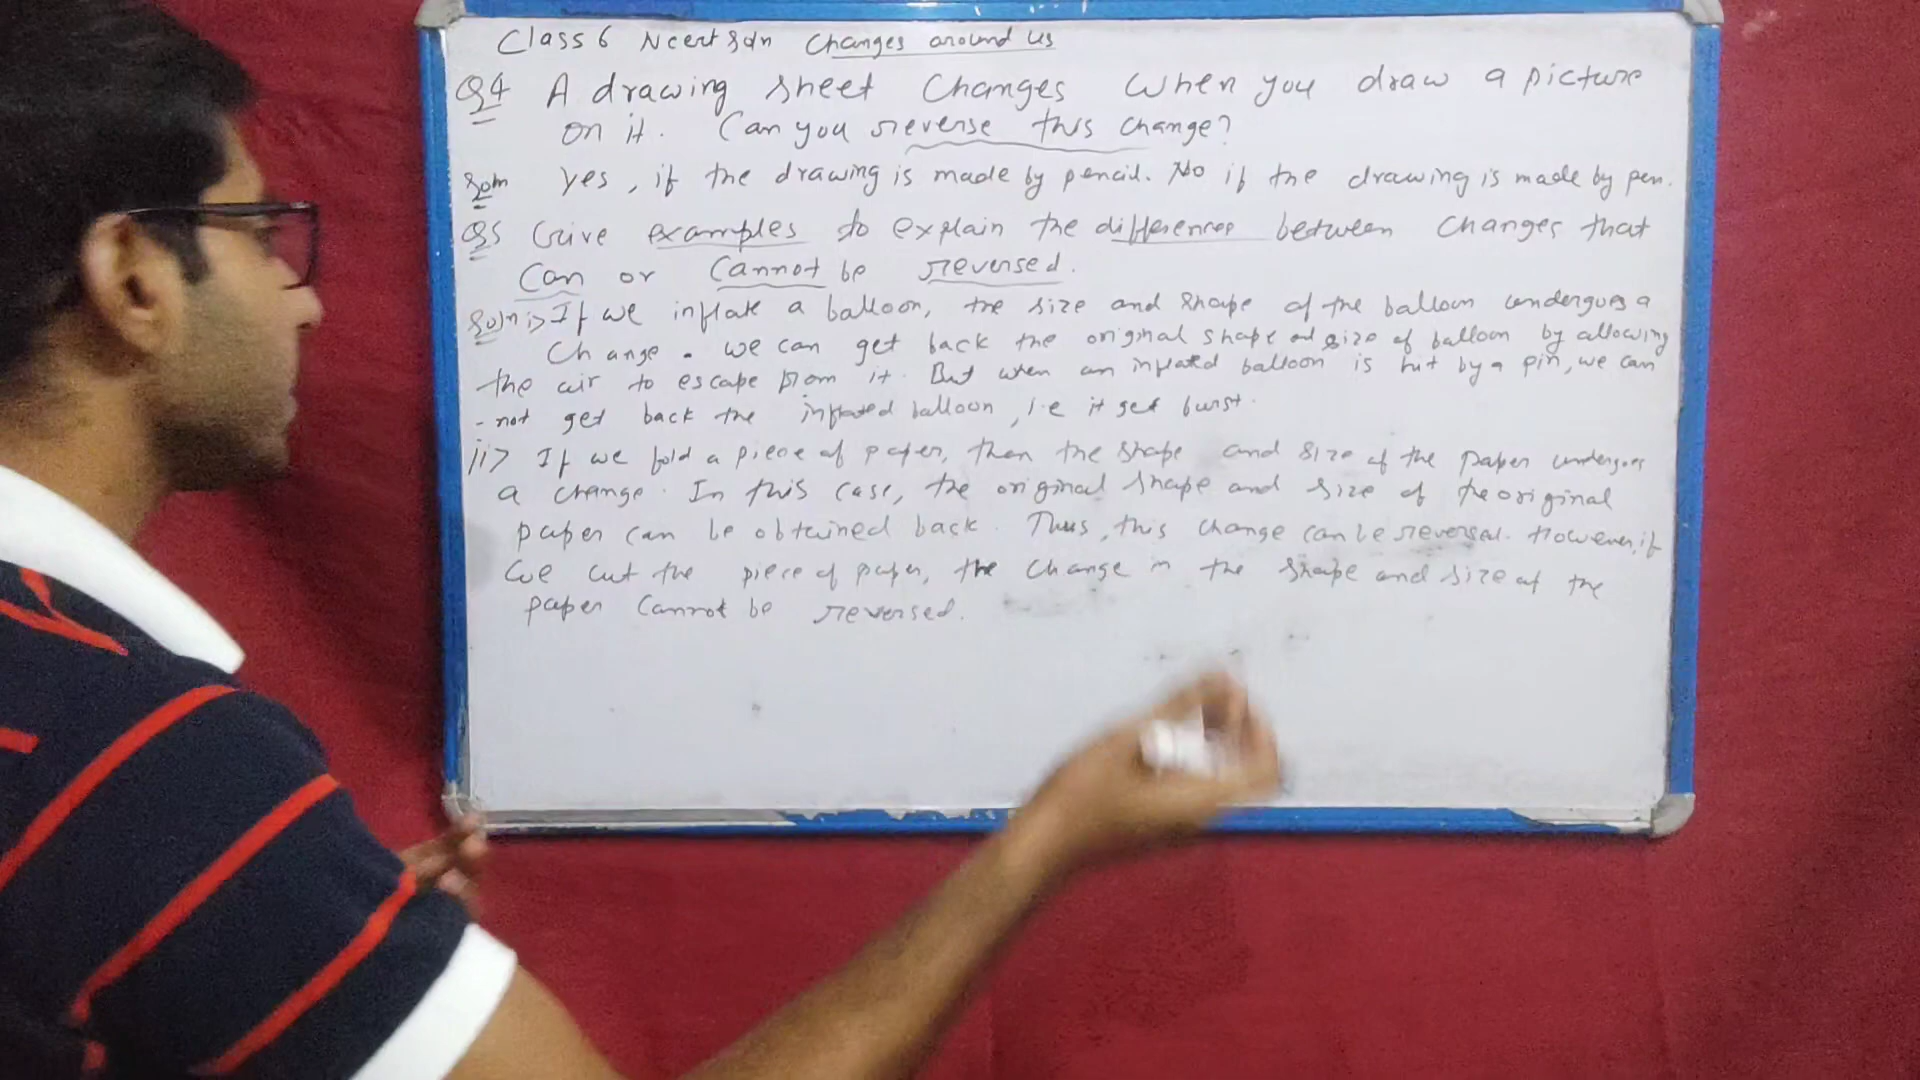 Class 6 Ncert Soln Changes around us
Q4 A drawing sheet changes when you draw a picture
on it. Can you reverse this change?
Soln Yes, if the drawing is made by pencil. No if the drawing is made by pen.
Q5 Give examples to explain the differences between changes that
can or cannot be reversed.
Soln i> If we inflate a balloon, the size and shape of the balloon undergoes a
change. we can get back the original shape and size of balloon by allowing
the air to escape from it. But when an inflated balloon is hit by a pin, we can
-not get back the inflated balloon, i.e it get burst.
ii> If we fold a piece of paper, then the shape and size of the paper undergoes
a change. In this case, the original shape and size of the original
paper can be obtained back. Thus, this change can be reversed. However, if
we cut the piece of paper, the change in the shape and size of the
paper cannot be reversed.